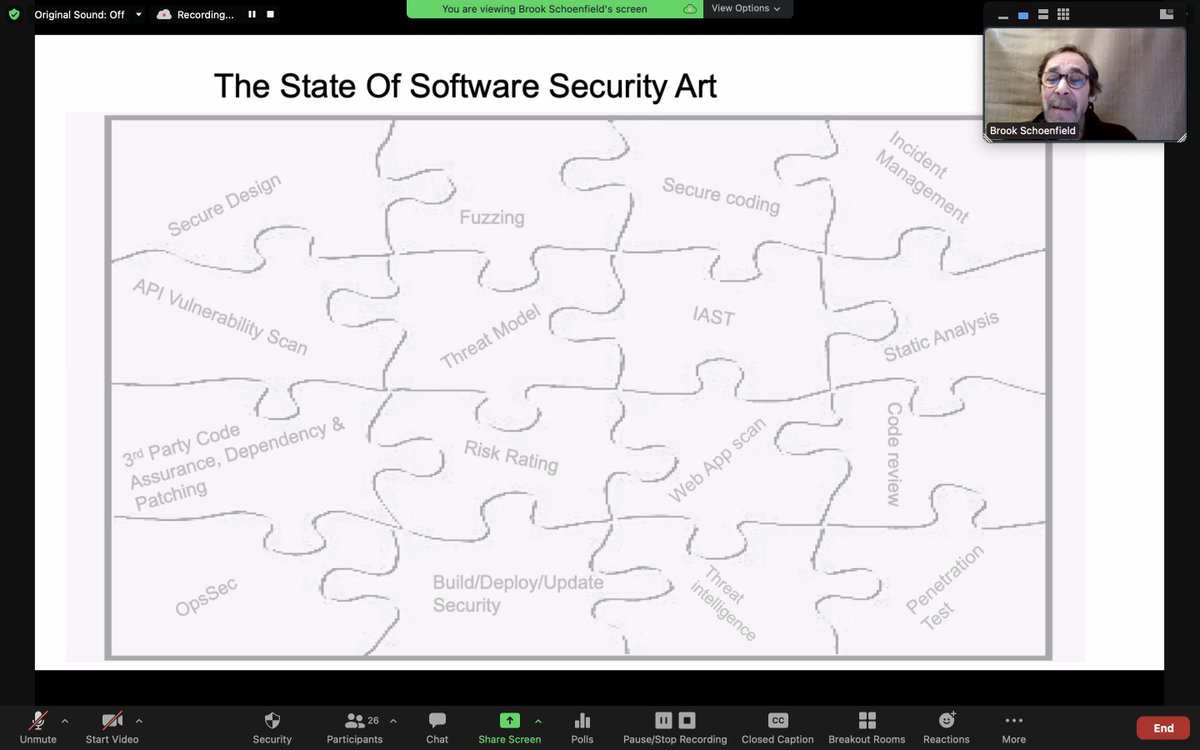 Original Sound: Off
Recording...
You are viewing Brook Schoenfield's screen
View Options
The State Of Software Security Art
Brook Schoenfield
Secure Design
Fuzzing
Secure coding
Incident
Management
API Vulnerability Scan
Threat Model
IAST
Static Analysis
3rd Party Code
Assurance, Dependency &
Patching
Risk Rating
Web App scan
Code review
OpsSec
Build/Deploy/Update
Security
Threat
intelligence
Penetration
Test
Unmute
Start Video
Security
26
Participants
Chat
Share Screen
Polls
Pause/Stop Recording
CC
Closed Caption
Breakout Rooms
Reactions
More
End